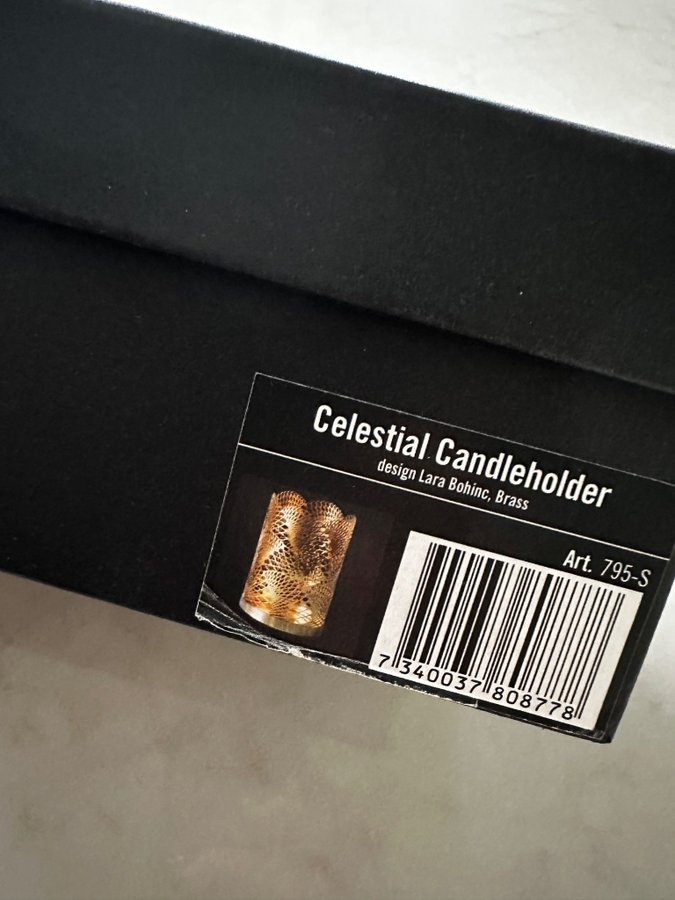 Celestial Candleholder
design Lara Bohinc, Brass
Art. 795-S
7 340037 808778